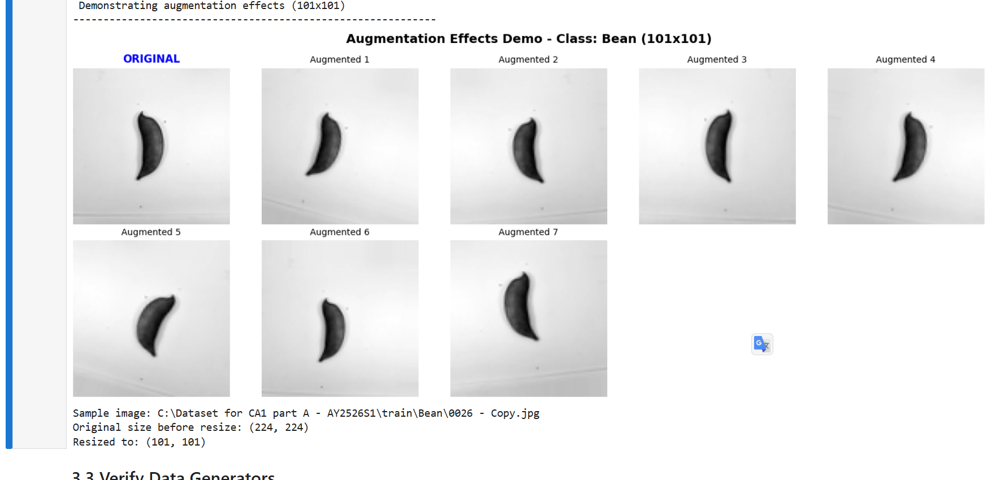 Demonstrating augmentation effects (101x101)
------------------------------------------------------------
Augmentation Effects Demo - Class: Bean (101x101)
ORIGINAL Augmented 1 Augmented 2 Augmented 3 Augmented 4
Augmented 5 Augmented 6 Augmented 7
G 文
Sample image: C:\Dataset for CA1 part A - AY2526S1\train\Bean\0026 - Copy.jpg
Original size before resize: (224, 224)
Resized to: (101, 101)
3.3 Verify Data Generators